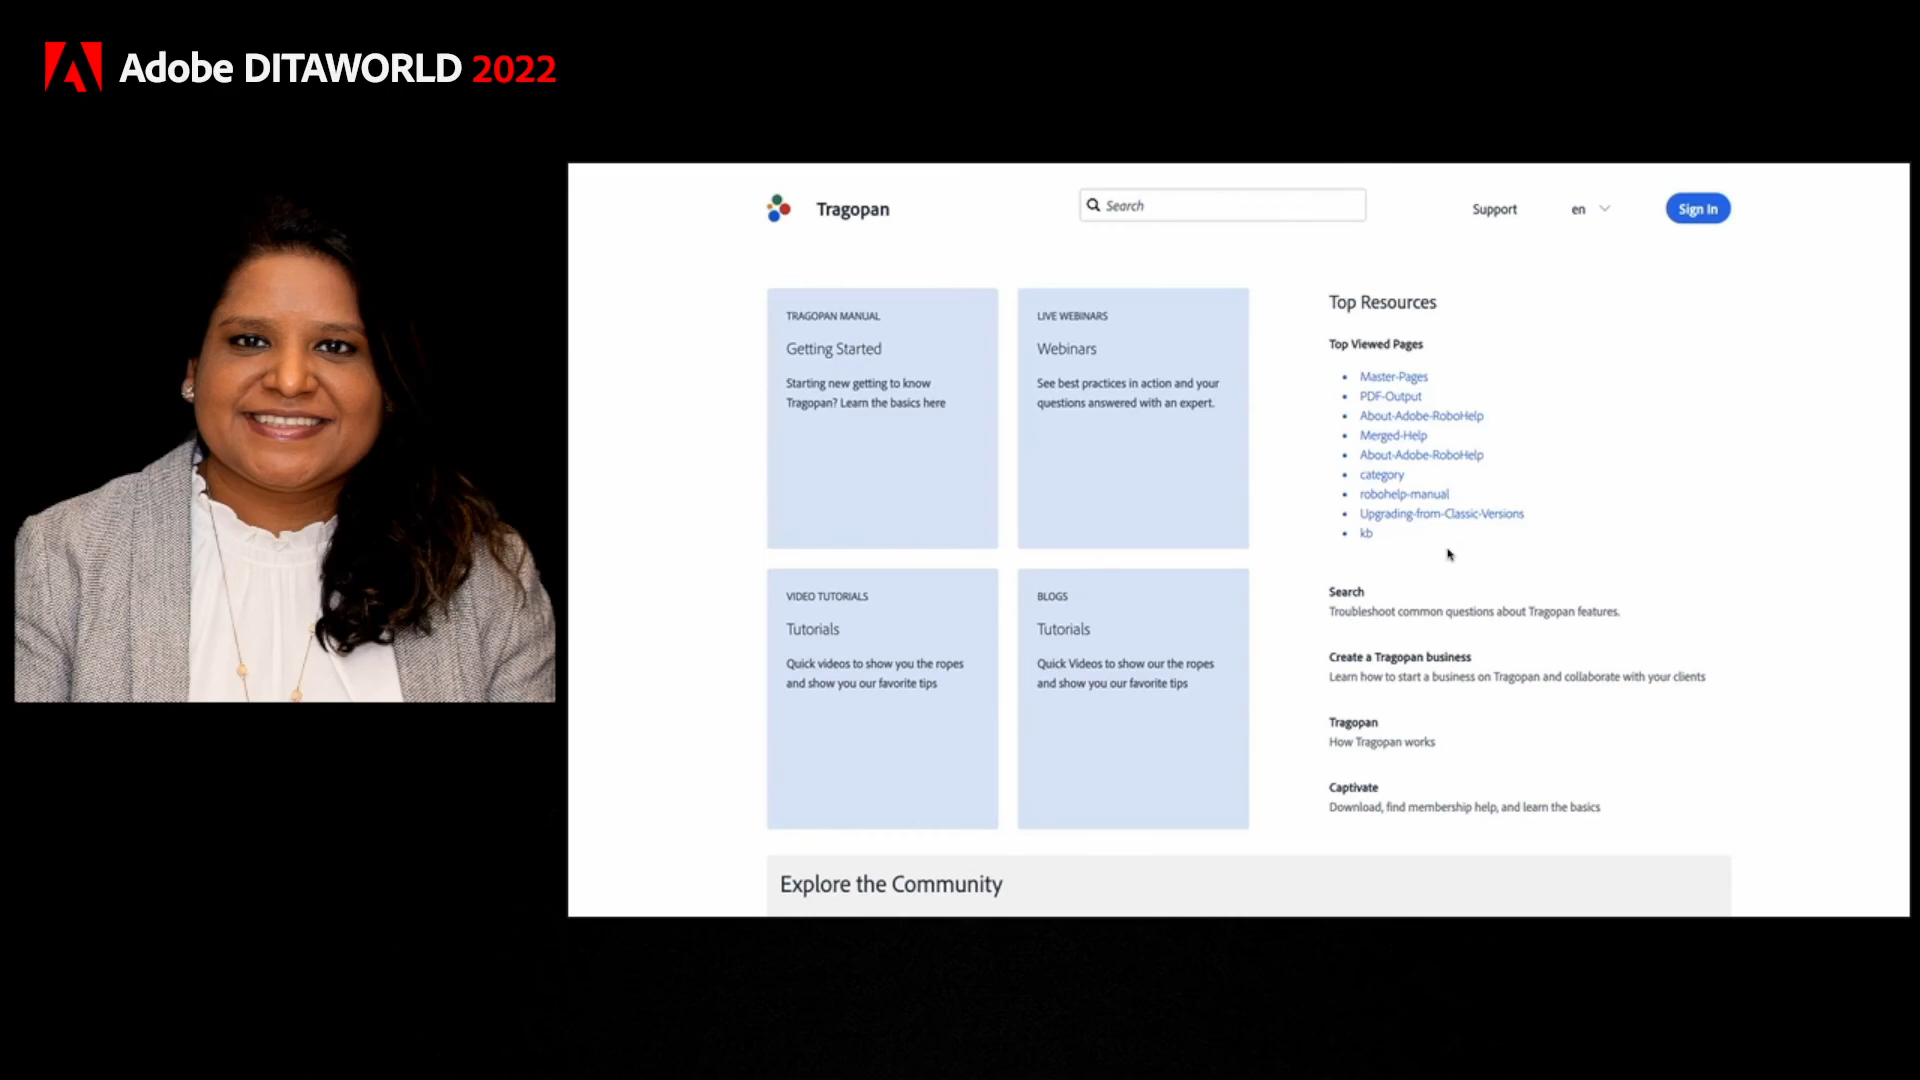 Adobe DITAWORLD 2022
Tragopan
Search
Support
en
Sign In
TRAGOPAN MANUAL
Getting Started
Starting new getting to know
Tragopan? Learn the basics here
LIVE WEBINARS
Webinars
See best practices in action and your
questions answered with an expert.
VIDEO TUTORIALS
Tutorials
Quick videos to show you the ropes
and show you our favorite tips
BLOGS
Tutorials
Quick Videos to show our the ropes
and show you our favorite tips
Top Resources
Top Viewed Pages
Master-Pages
PDF-Output
About-Adobe-RoboHelp
Merged-Help
About-Adobe-RoboHelp
category
robohelp-manual
Upgrading-from-Classic-Versions
kb
Search
Troubleshoot common questions about Tragopan features.
Create a Tragopan business
Learn how to start a business on Tragopan and collaborate with your clients
Tragopan
How Tragopan works
Captivate
Download, find membership help, and learn the basics
Explore the Community